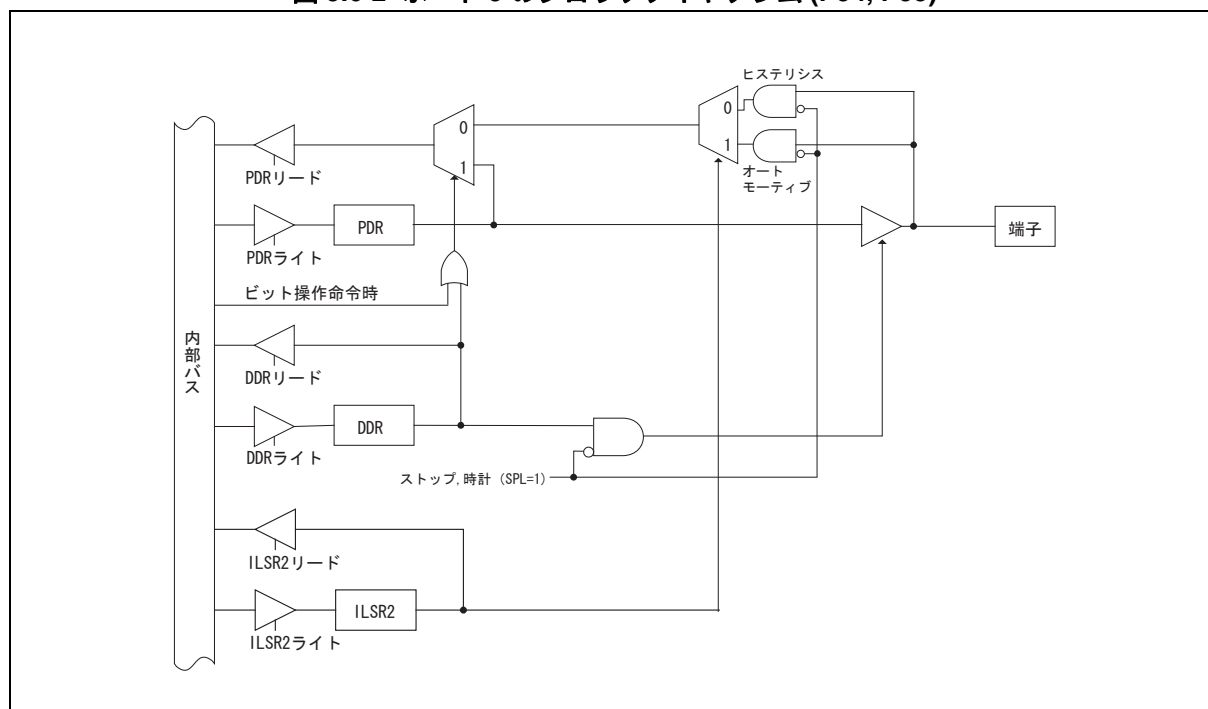 ヒステリシス
0
1
オート
モーティブ
0
1
PDRリード
PDR
PDRライト
端子
ビット操作命令時
内部バス
DDRリード
DDR
DDRライト
ストップ,時計 (SPL=1)
ILSR2リード
ILSR2
ILSR2ライト